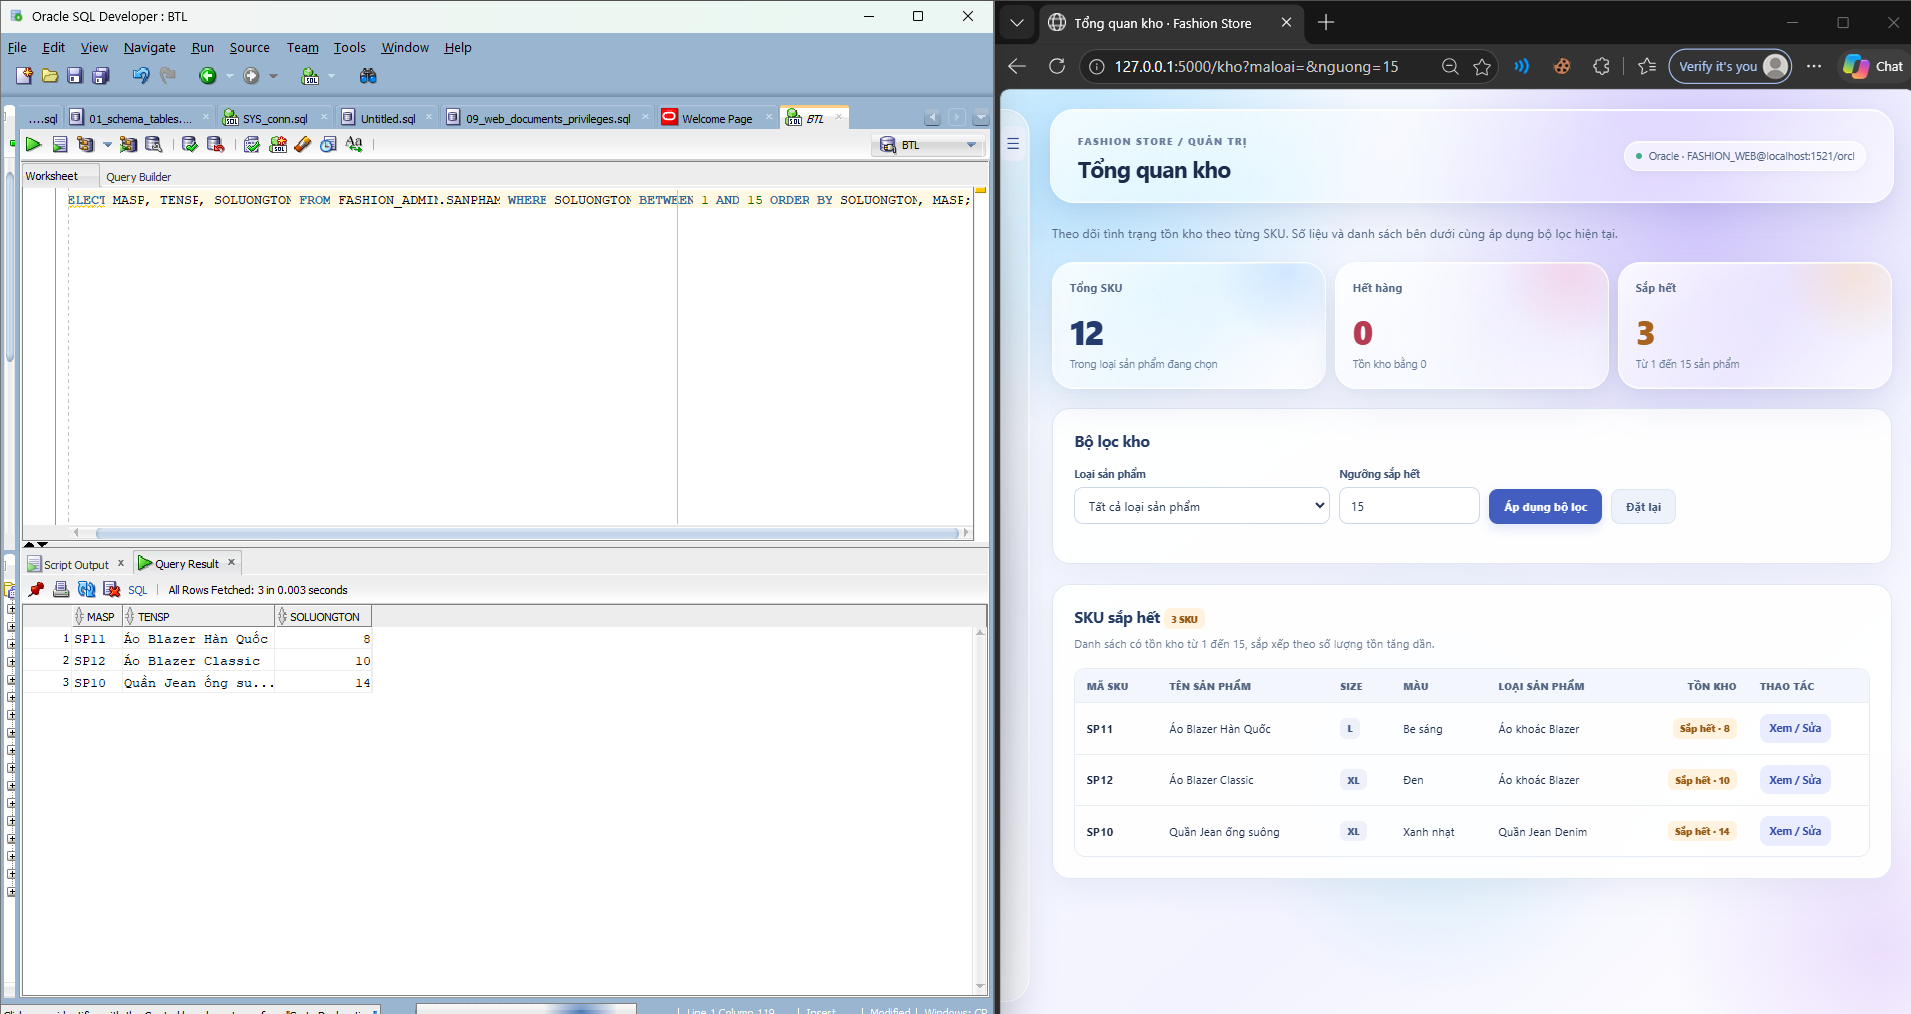 Oracle SQL Developer : BTL
File Edit View Navigate Run Source Team Tools Window Help
....sql 01_schema_tables.... SYS_conn.sql Untitled.sql 09_web_documents_privileges.sql Welcome Page BTL
BTL
Worksheet Query Builder
ELECT MASP, TENSP, SOLUONGTON FROM FASHION_ADMIN.SANPHAM WHERE SOLUONGTON BETWEEN 1 AND 15 ORDER BY SOLUONGTON, MASP;
Script Output Query Result
SQL All Rows Fetched: 3 in 0.003 seconds
MASP TENSP SOLUONGTON
1 SP11 Áo Blazer Hàn Quốc 8
2 SP12 Áo Blazer Classic 10
3 SP10 Quần Jean ống su... 14
Tổng quan kho · Fashion Store
127.0.0.1:5000/kho?maloai=&nguong=15
Verify it's you
Chat
FASHION STORE / QUẢN TRỊ
Tổng quan kho
Oracle · FASHION_WEB@localhost:1521/orcl
Theo dõi tình trạng tồn kho theo từng SKU. Số liệu và danh sách bên dưới cùng áp dụng bộ lọc hiện tại.
Tổng SKU
12
Trong loại sản phẩm đang chọn
Hết hàng
0
Tồn kho bằng 0
Sắp hết
3
Từ 1 đến 15 sản phẩm
Bộ lọc kho
Loại sản phẩm
Tất cả loại sản phẩm
Ngưỡng sắp hết
15
Áp dụng bộ lọc
Đặt lại
SKU sắp hết 3 SKU
Danh sách có tồn kho từ 1 đến 15, sắp xếp theo số lượng tồn tăng dần.
MÃ SKU TÊN SẢN PHẨM SIZE MÀU LOẠI SẢN PHẨM TỒN KHO THAO TÁC
SP11 Áo Blazer Hàn Quốc L Be sáng Áo khoác Blazer Sắp hết · 8 Xem / Sửa
SP12 Áo Blazer Classic XL Đen Áo khoác Blazer Sắp hết · 10 Xem / Sửa
SP10 Quần Jean ống suông XL Xanh nhạt Quần Jean Denim Sắp hết · 14 Xem / Sửa